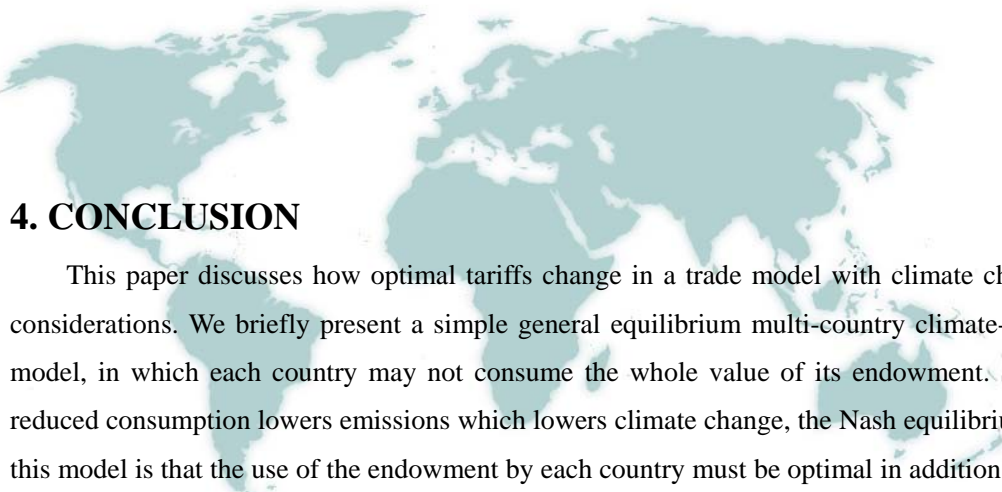 4. CONCLUSION
This paper discusses how optimal tariffs change in a trade model with climate ch
considerations. We briefly present a simple general equilibrium multi-country climate-
model, in which each country may not consume the whole value of its endowment.
reduced consumption lowers emissions which lowers climate change, the Nash equilibri
this model is that the use of the endowment by each country must be optimal in addition